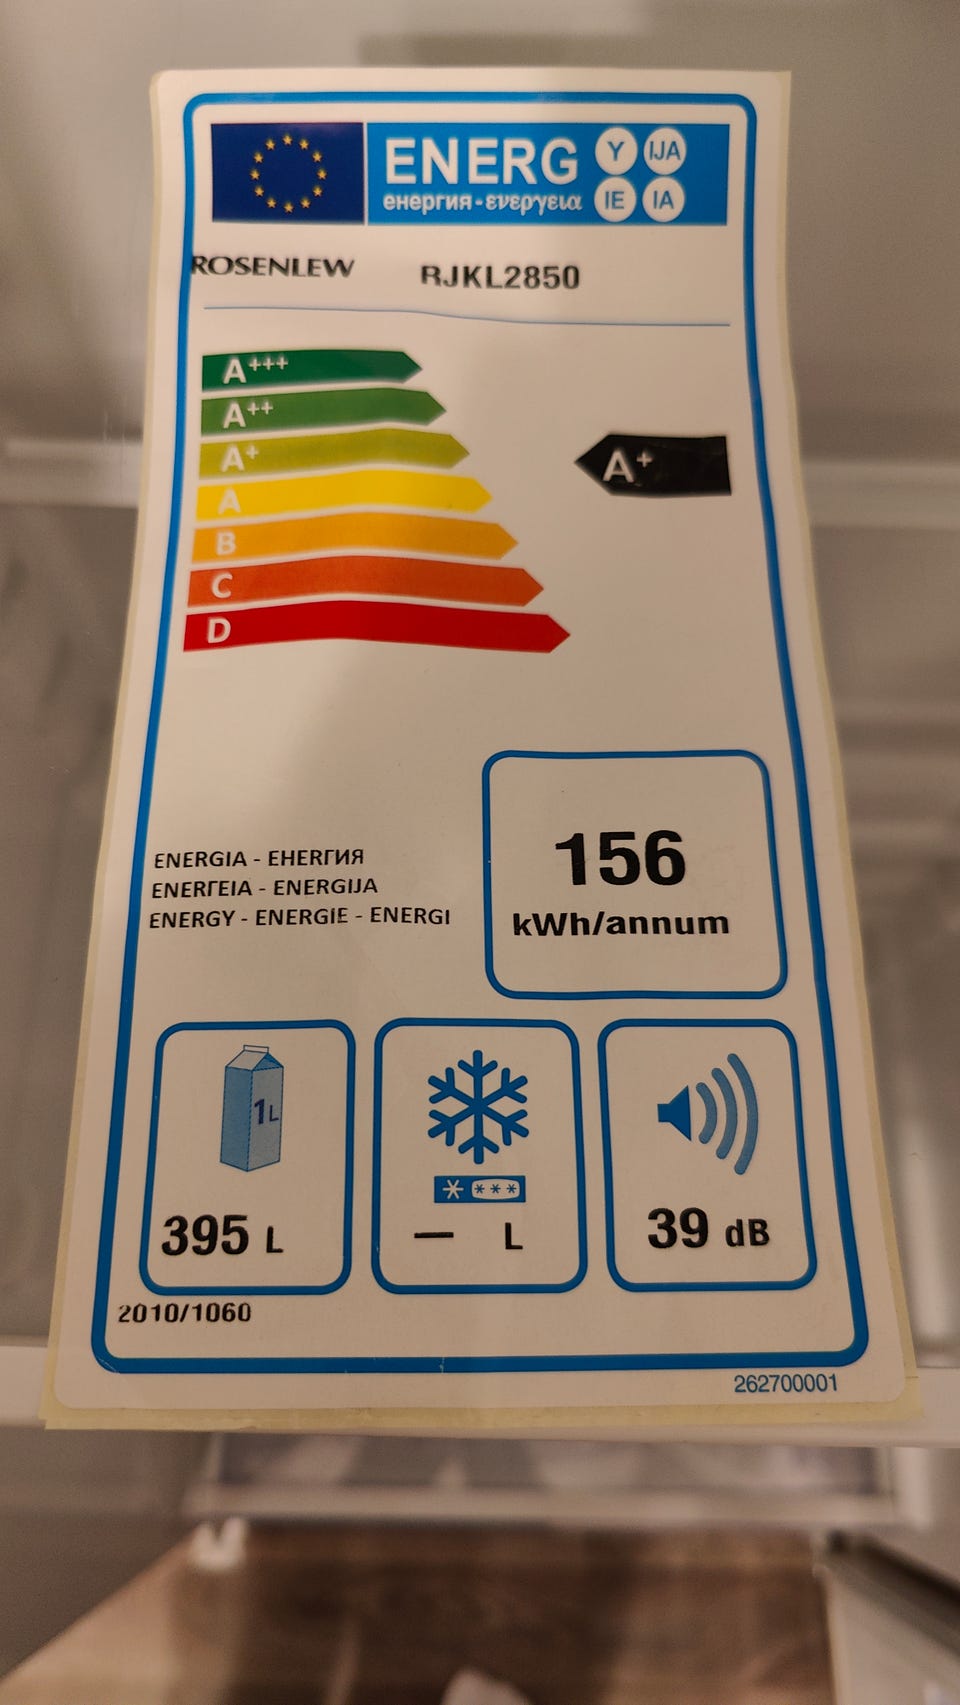 ENERG Y IJA
енергия - ενεργεια IE IA
ROSENLEW RJKL2850
A+++
A++
A+
A+
A
B
C
D
156
kWh/annum
ENERGIA - ЕНЕРГИЯ
ΕΝΕΡΓΕΙΑ - ENERGIJA
ENERGY - ENERGIE - ENERGI
1L
395 L
— L
39 dB
2010/1060
262700001